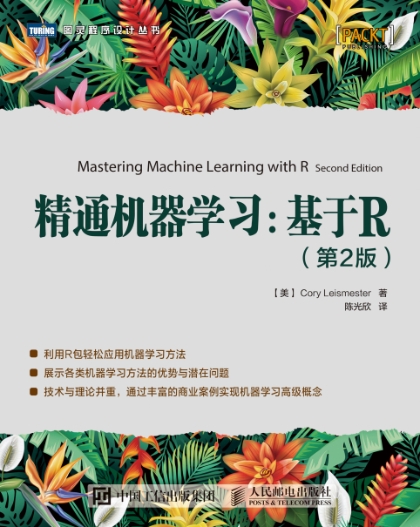 TURING 图灵程序设计丛书
[PACKT]
PUBLISHING
Mastering Machine Learning with R Second Edition
精通机器学习：基于R
（第2版）
【美】Cory Leismester 著
陈光欣 译
利用R包轻松应用机器学习方法
展示各类机器学习方法的优势与潜在问题
技术与理论并重，通过丰富的商业案例实现机器学习高级概念
中国工信出版集团 人民邮电出版社
POSTS & TELECOM PRESS